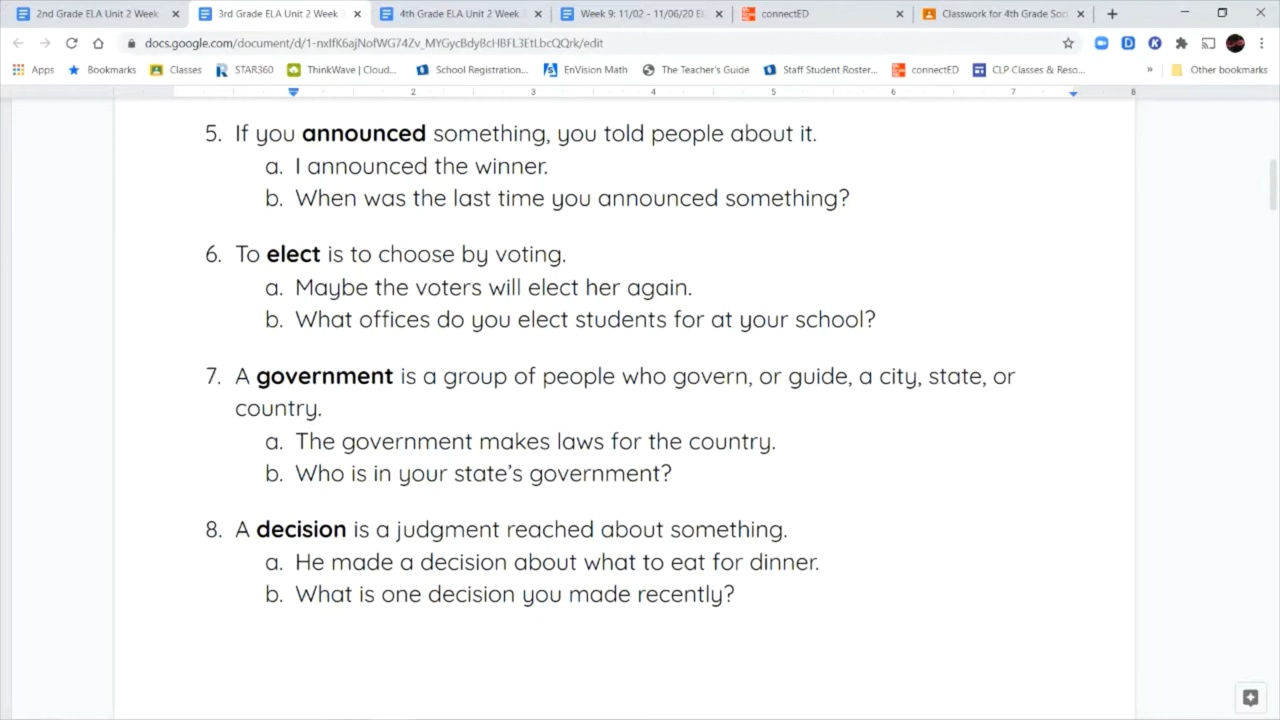 2nd Grade ELA Unit 2 Week
3rd Grade ELA Unit 2 Week
4th Grade ELA Unit 2 Week
Week 9: 11/02 - 11/06/20 El
connectED
Classwork for 4th Grade Soc
docs.google.com/document/d/1-nxIfK6ajNofWG74Zv_MYGycBdyBcHBFL3EtLbcQQrk/edit
Apps
Bookmarks
Classes
STAR360
ThinkWave | Cloud...
School Registration...
EnVision Math
The Teacher's Guide
Staff Student Roster...
connectED
CLP Classes & Reso...
»
Other bookmarks
2 3 4 5 6 7 8
5. If you announced something, you told people about it.
a. I announced the winner.
b. When was the last time you announced something?
6. To elect is to choose by voting.
a. Maybe the voters will elect her again.
b. What offices do you elect students for at your school?
7. A government is a group of people who govern, or guide, a city, state, or
country.
a. The government makes laws for the country.
b. Who is in your state's government?
8. A decision is a judgment reached about something.
a. He made a decision about what to eat for dinner.
b. What is one decision you made recently?